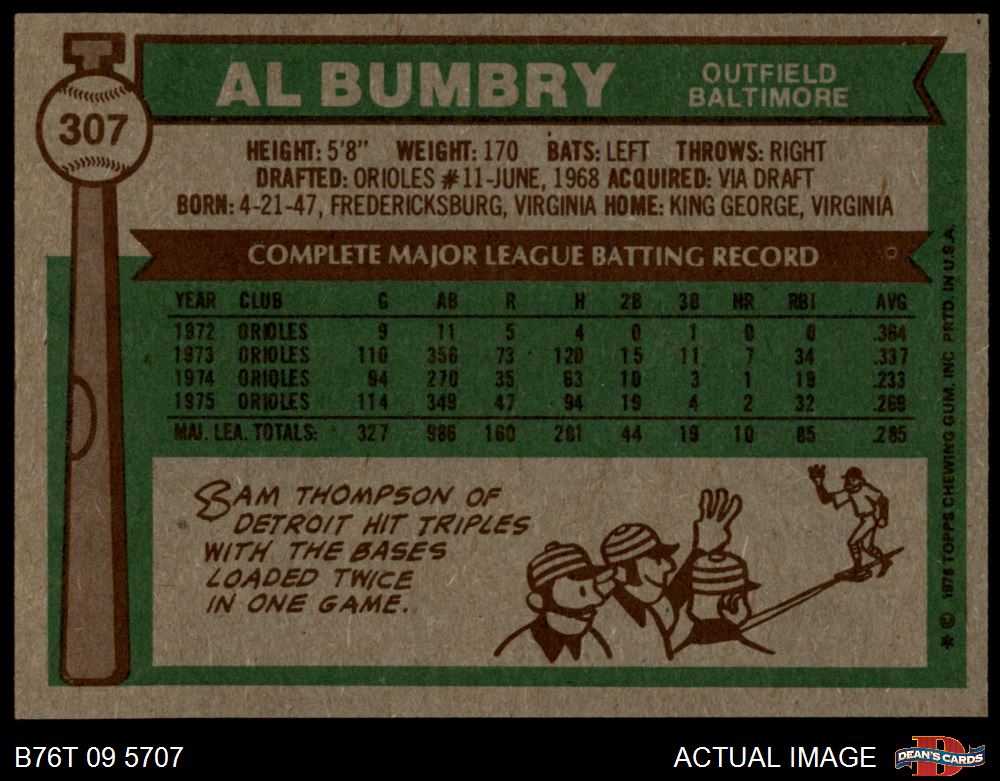 307
AL BUMBRY
OUTFIELD
BALTIMORE
HEIGHT: 5'8" WEIGHT: 170 BATS: LEFT THROWS: RIGHT
DRAFTED: ORIOLES #11-JUNE, 1968 ACQUIRED: VIA DRAFT
BORN: 4-21-47, FREDERICKSBURG, VIRGINIA HOME: KING GEORGE, VIRGINIA
COMPLETE MAJOR LEAGUE BATTING RECORD
YEAR CLUB G AB R H 2B 3B HR RBI AVG
1972 ORIOLES 9 11 5 4 0 1 0 0 .364
1973 ORIOLES 110 356 73 120 15 11 7 34 .337
1974 ORIOLES 94 270 35 63 10 3 1 19 .233
1975 ORIOLES 114 349 47 94 19 4 2 32 .269
MAJ. LEA. TOTALS: 327 986 160 281 44 19 10 85 .285
SAM THOMPSON OF
DETROIT HIT TRIPLES
WITH THE BASES
LOADED TWICE
IN ONE GAME.
* © 1976 TOPPS CHEWING GUM, INC PRTD. IN U.S.A.
B76T 09 5707
ACTUAL IMAGE
D
DEAN'S CARDS